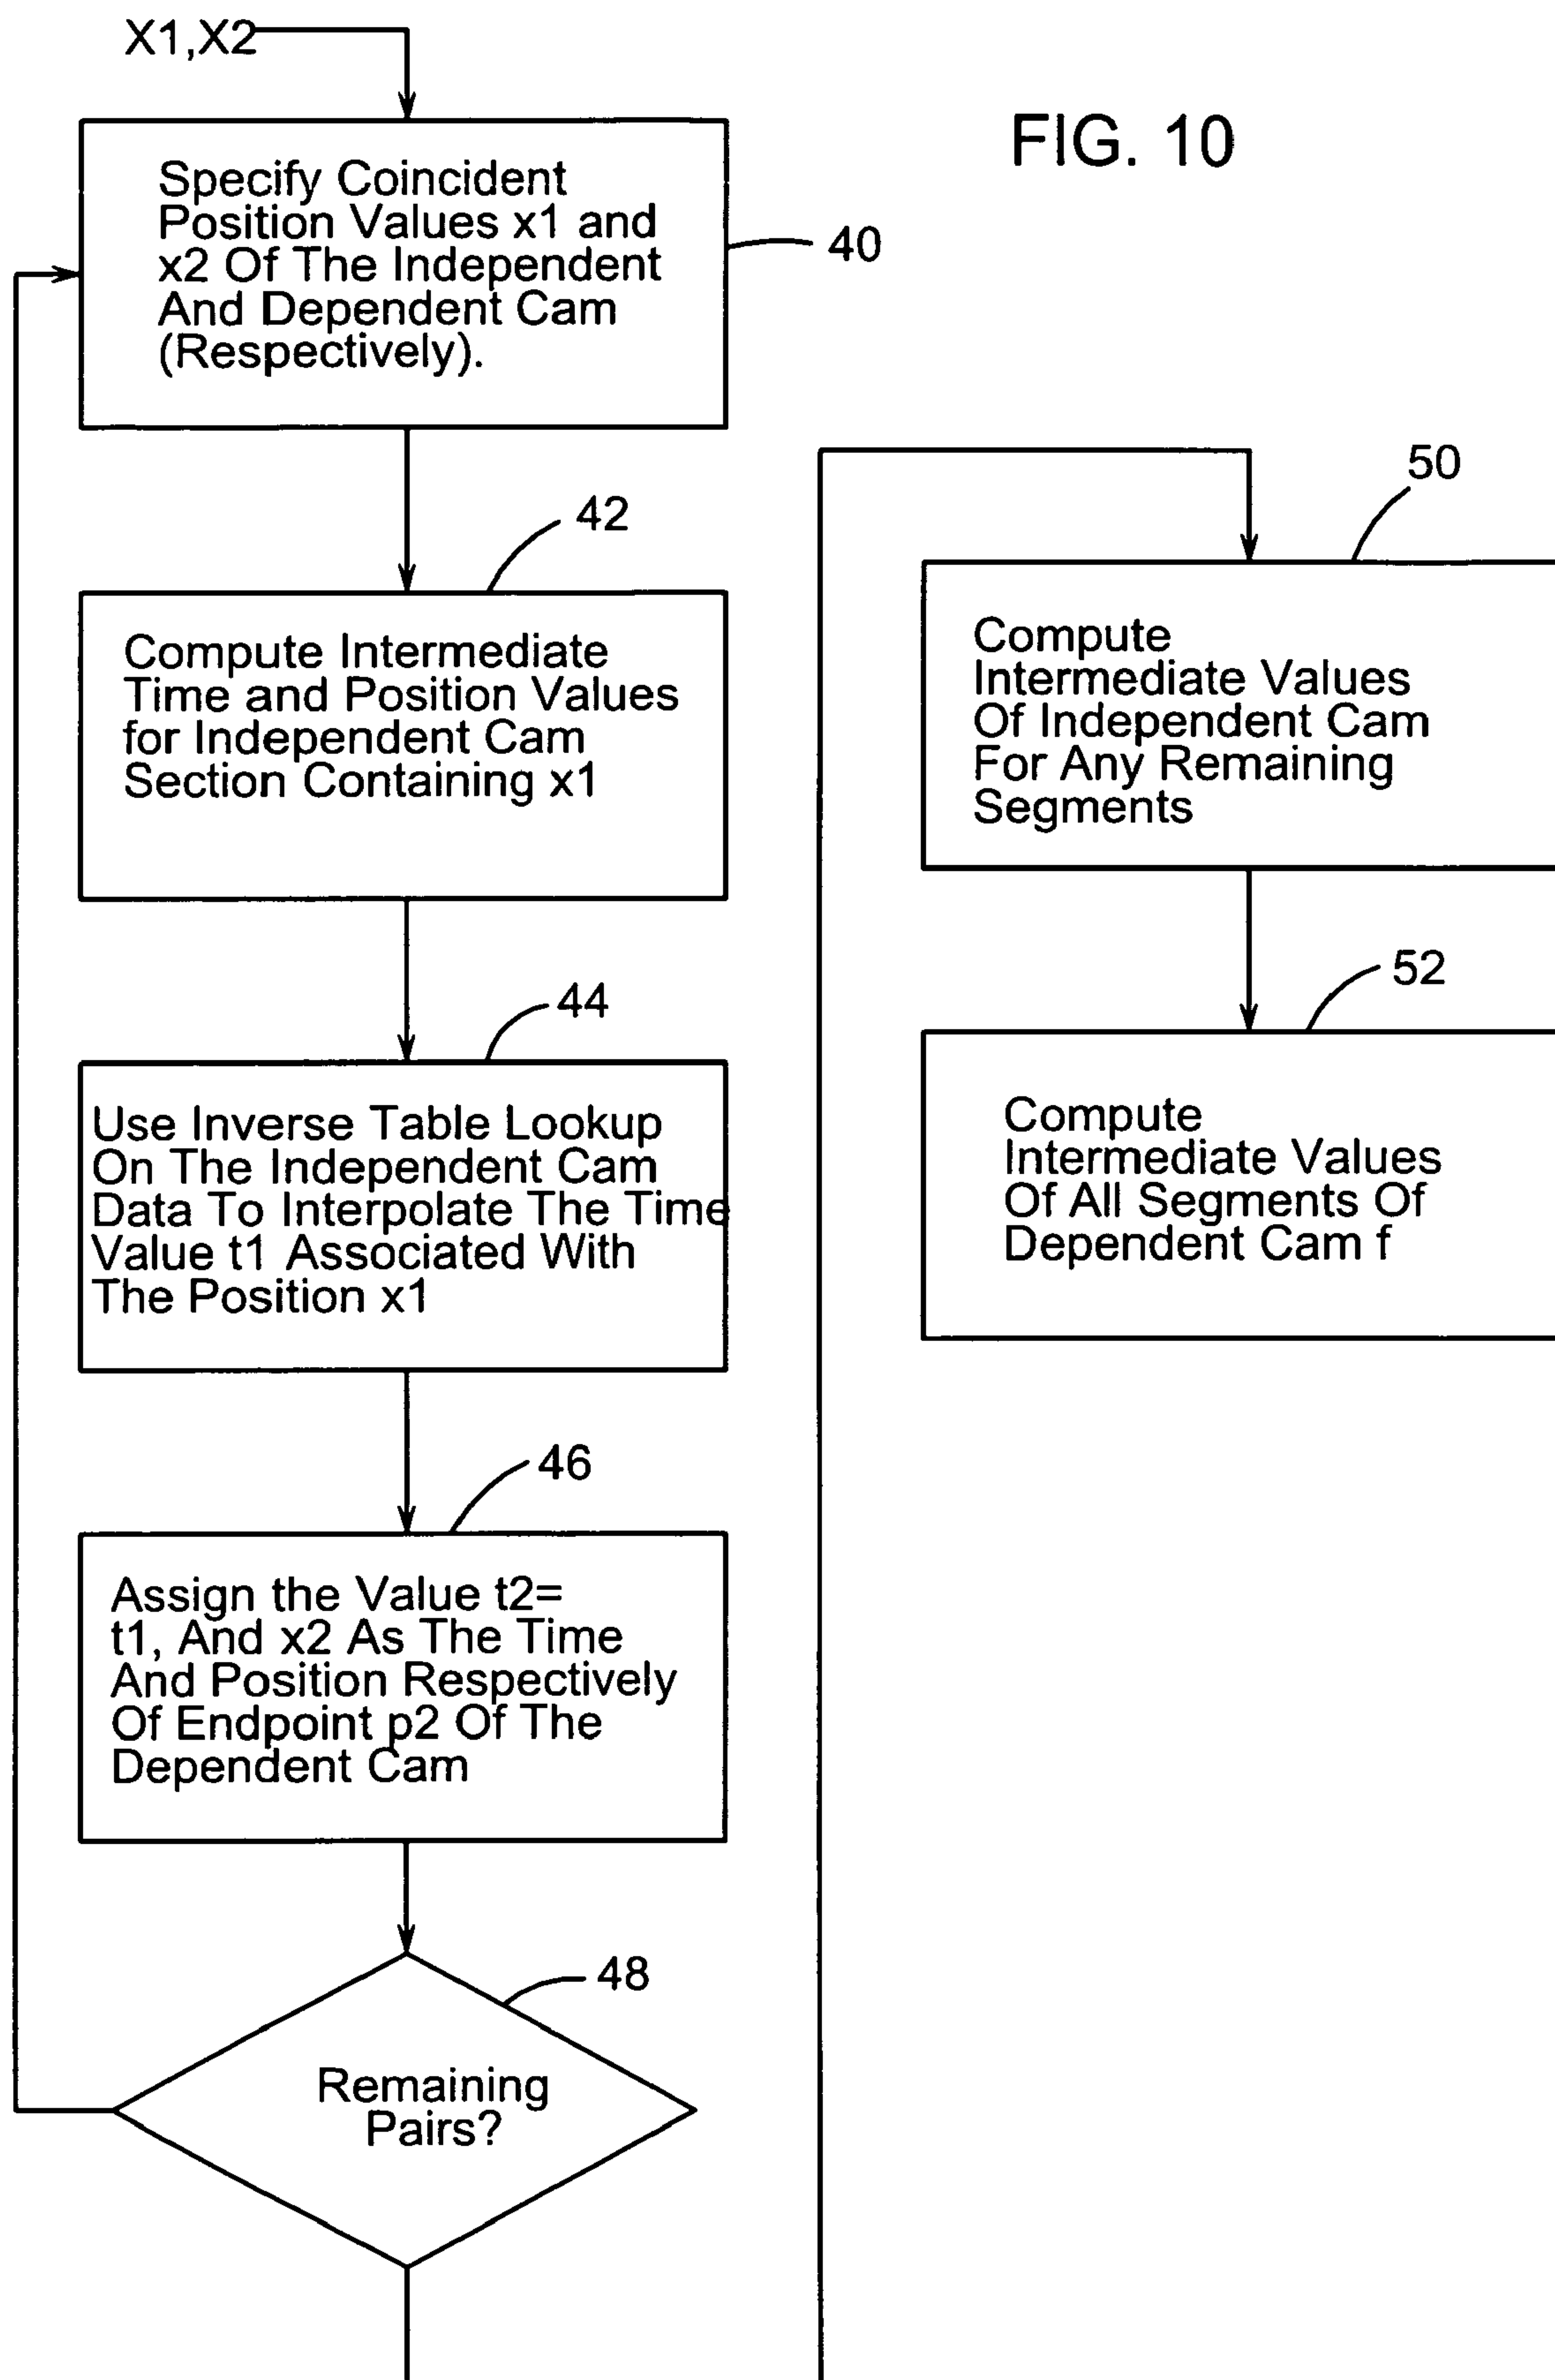 X1,X2
FIG. 10
Specify Coincident
Position Values x1 and
x2 Of The Independent
And Dependent Cam
(Respectively).
40
42
Compute Intermediate
Time and Position Values
for Independent Cam
Section Containing x1
44
Use Inverse Table Lookup
On The Independent Cam
Data To Interpolate The Time
Value t1 Associated With
The Position x1
46
Assign the Value t2=
t1, And x2 As The Time
And Position Respectively
Of Endpoint p2 Of The
Dependent Cam
48
Remaining
Pairs?
50
Compute
Intermediate Values
Of Independent Cam
For Any Remaining
Segments
52
Compute
Intermediate Values
Of All Segments Of
Dependent Cam f